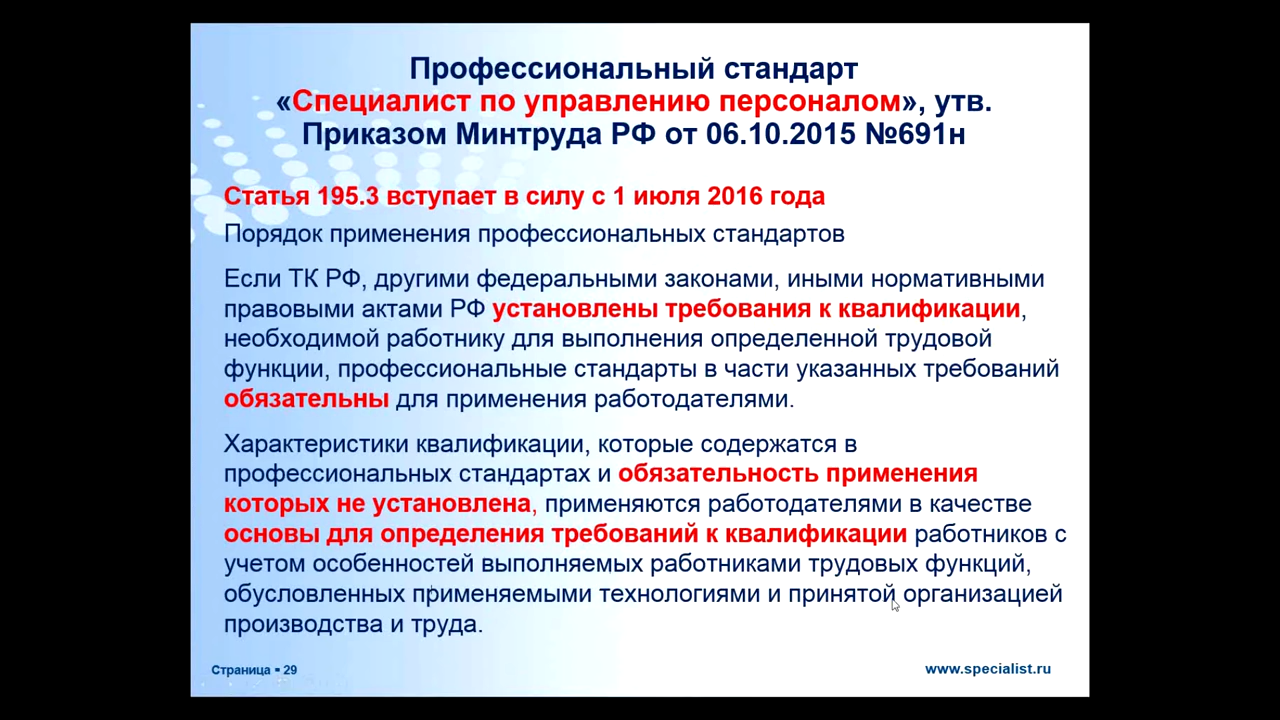 Профессиональный стандарт
«Специалист по управлению персоналом», утв.
Приказом Минтруда РФ от 06.10.2015 №691н
Статья 195.3 вступает в силу с 1 июля 2016 года
Порядок применения профессиональных стандартов
Если ТК РФ, другими федеральными законами, иными нормативными
правовыми актами РФ установлены требования к квалификации,
необходимой работнику для выполнения определенной трудовой
функции, профессиональные стандарты в части указанных требований
обязательны для применения работодателями.
Характеристики квалификации, которые содержатся в
профессиональных стандартах и обязательность применения
которых не установлена, применяются работодателями в качестве
основы для определения требований к квалификации работников с
учетом особенностей выполняемых работниками трудовых функций,
обусловленных применяемыми технологиями и принятой организацией
производства и труда.
Страница ▪ 29
www.specialist.ru